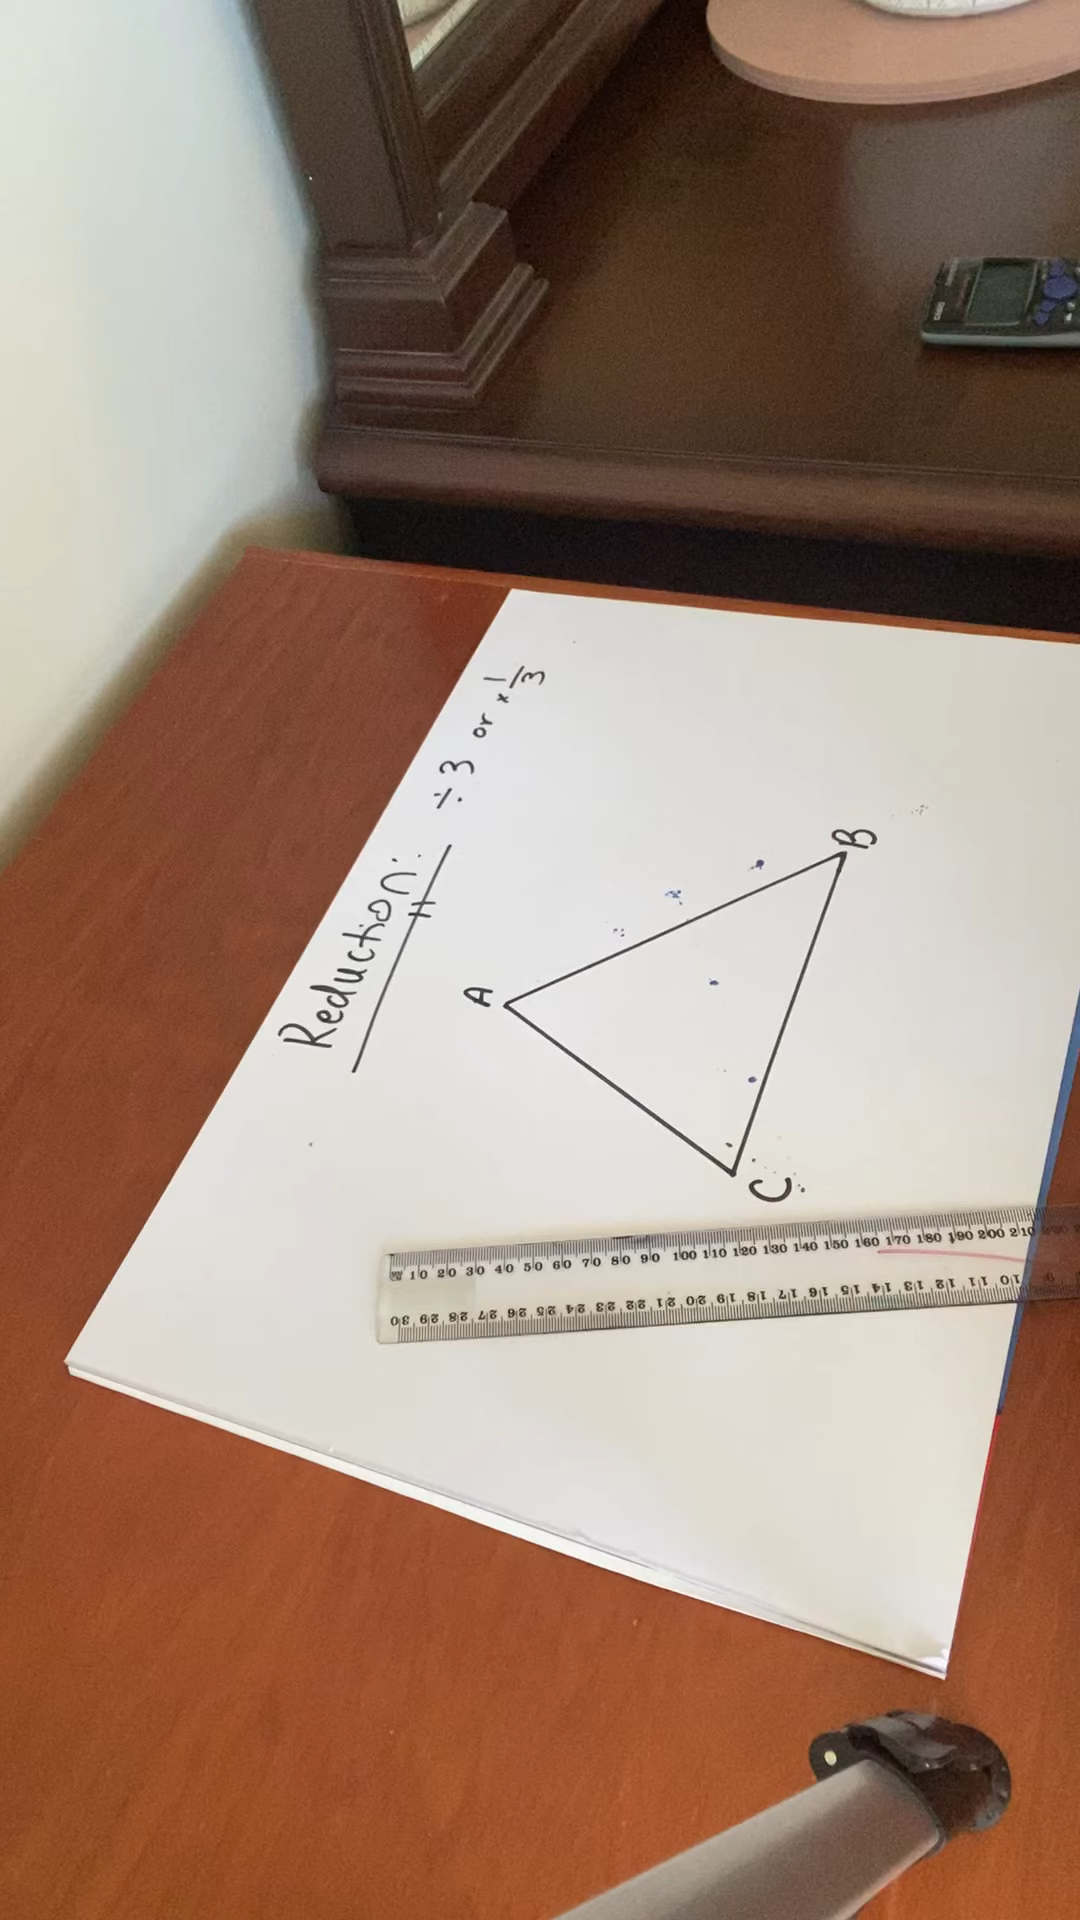 Reduction: ÷ 3 or × 1/3
A
B
C
10 20 30 40 50 60 70 80 90 100 110 120 130 140 150 160 170 180 190 200 210
30 29 28 27 26 25 24 23 22 21 20 19 18 17 16 15 14 13 12 11 10
CASIO